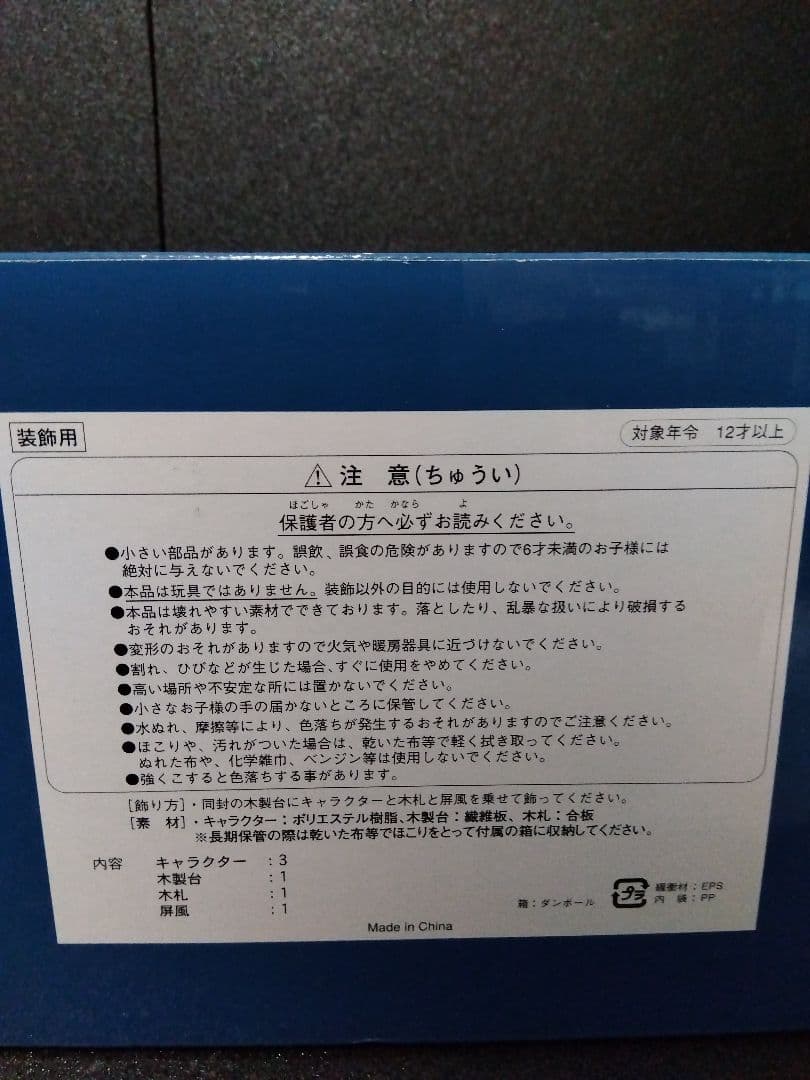 装飾用
対象年令 12才以上
⚠注 意(ちゅうい)
ほごしゃ かた かなら よ
保護者の方へ必ずお読みください。
●小さい部品があります。誤飲、誤食の危険がありますので6才未満のお子様には
絶対に与えないでください。
●本品は玩具ではありません。装飾以外の目的には使用しないでください。
●本品は壊れやすい素材でできております。落としたり、乱暴な扱いにより破損する
おそれがあります。
●変形のおそれがありますので火気や暖房器具に近づけないでください。
●割れ、ひびなどが生じた場合、すぐに使用をやめてください。
●高い場所や不安定な所には置かないでください。
●小さなお子様の手の届かないところに保管してください。
●水ぬれ、摩擦等により、色落ちが発生するおそれがありますのでご注意ください。
●ほこりや、汚れがついた場合は、乾いた布等で軽く拭き取ってください。
ぬれた布や、化学雑巾、ベンジン等は使用しないでください。
●強くこすると色落ちする事があります。
[飾り方]・同封の木製台にキャラクターと木札と屏風を乗せて飾ってください。
[素 材]・キャラクター:ポリエステル樹脂、木製台:繊維板、木札:合板
※長期保管の際は乾いた布等でほこりをとって付属の箱に収納してください。
内容 キャラクター :3
木製台 :1
木札 :1
屏風 :1
箱:ダンボール
プラ
緩衝材:EPS
内 袋:PP
Made in China